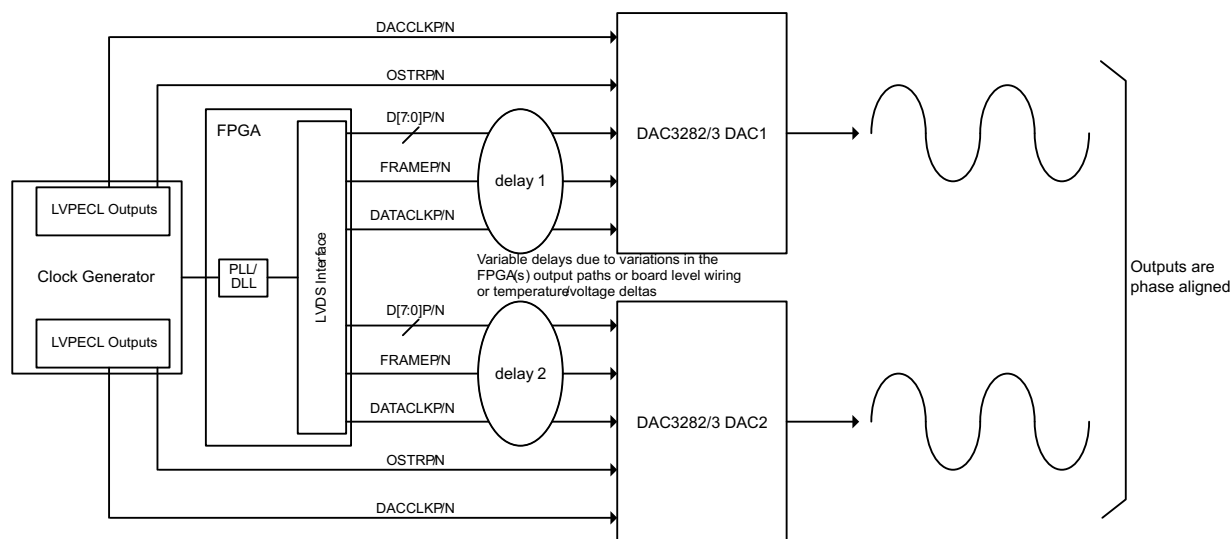 DACCLKP/N
OSTRP/N
D[7:0]P/N
FPGA
DAC3282/3 DAC1
FRAMEP/N
delay 1
LVPECL Outputs
DATACLKP/N
Variable delays due to variations in the
FPGA(s) output paths or board level wiring
or temperature/voltage deltas
Clock Generator
PLL/
DLL
LVDS Interface
Outputs are
phase aligned
D[7:0]P/N
LVPECL Outputs
FRAMEP/N
delay 2
DATACLKP/N
DAC3282/3 DAC2
OSTRP/N
DACCLKP/N